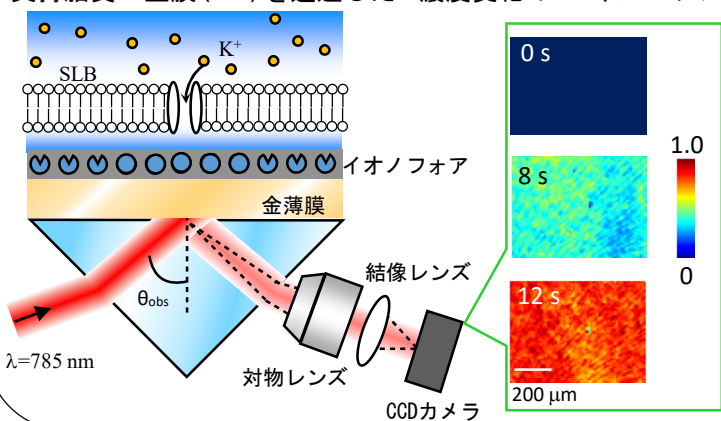 K⁺
SLB
イオノフォア
金薄膜
θobs
λ=785 nm
対物レンズ
結像レンズ
CCDカメラ
0 s
8 s
12 s
200 μm
1.0
0